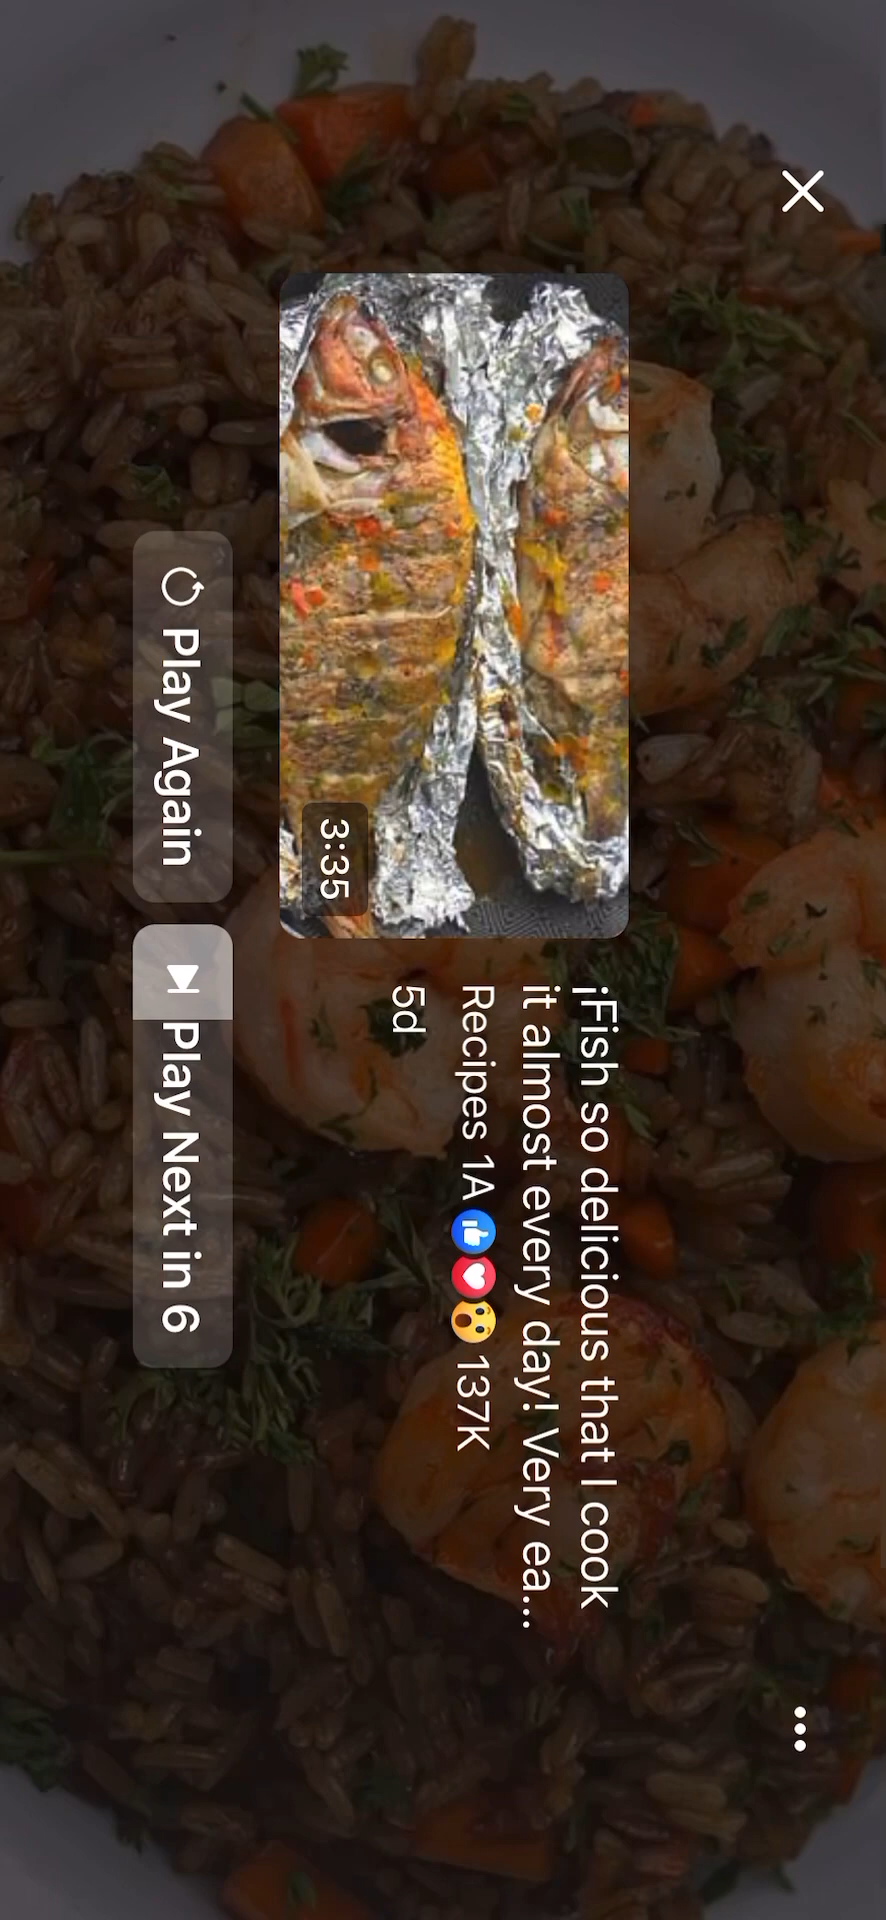 3:35
¡Fish so delicious that I cook
it almost every day! Very ea...
Recipes 1A 👍❤️😮 137K
5d
Play Again
Play Next in 6